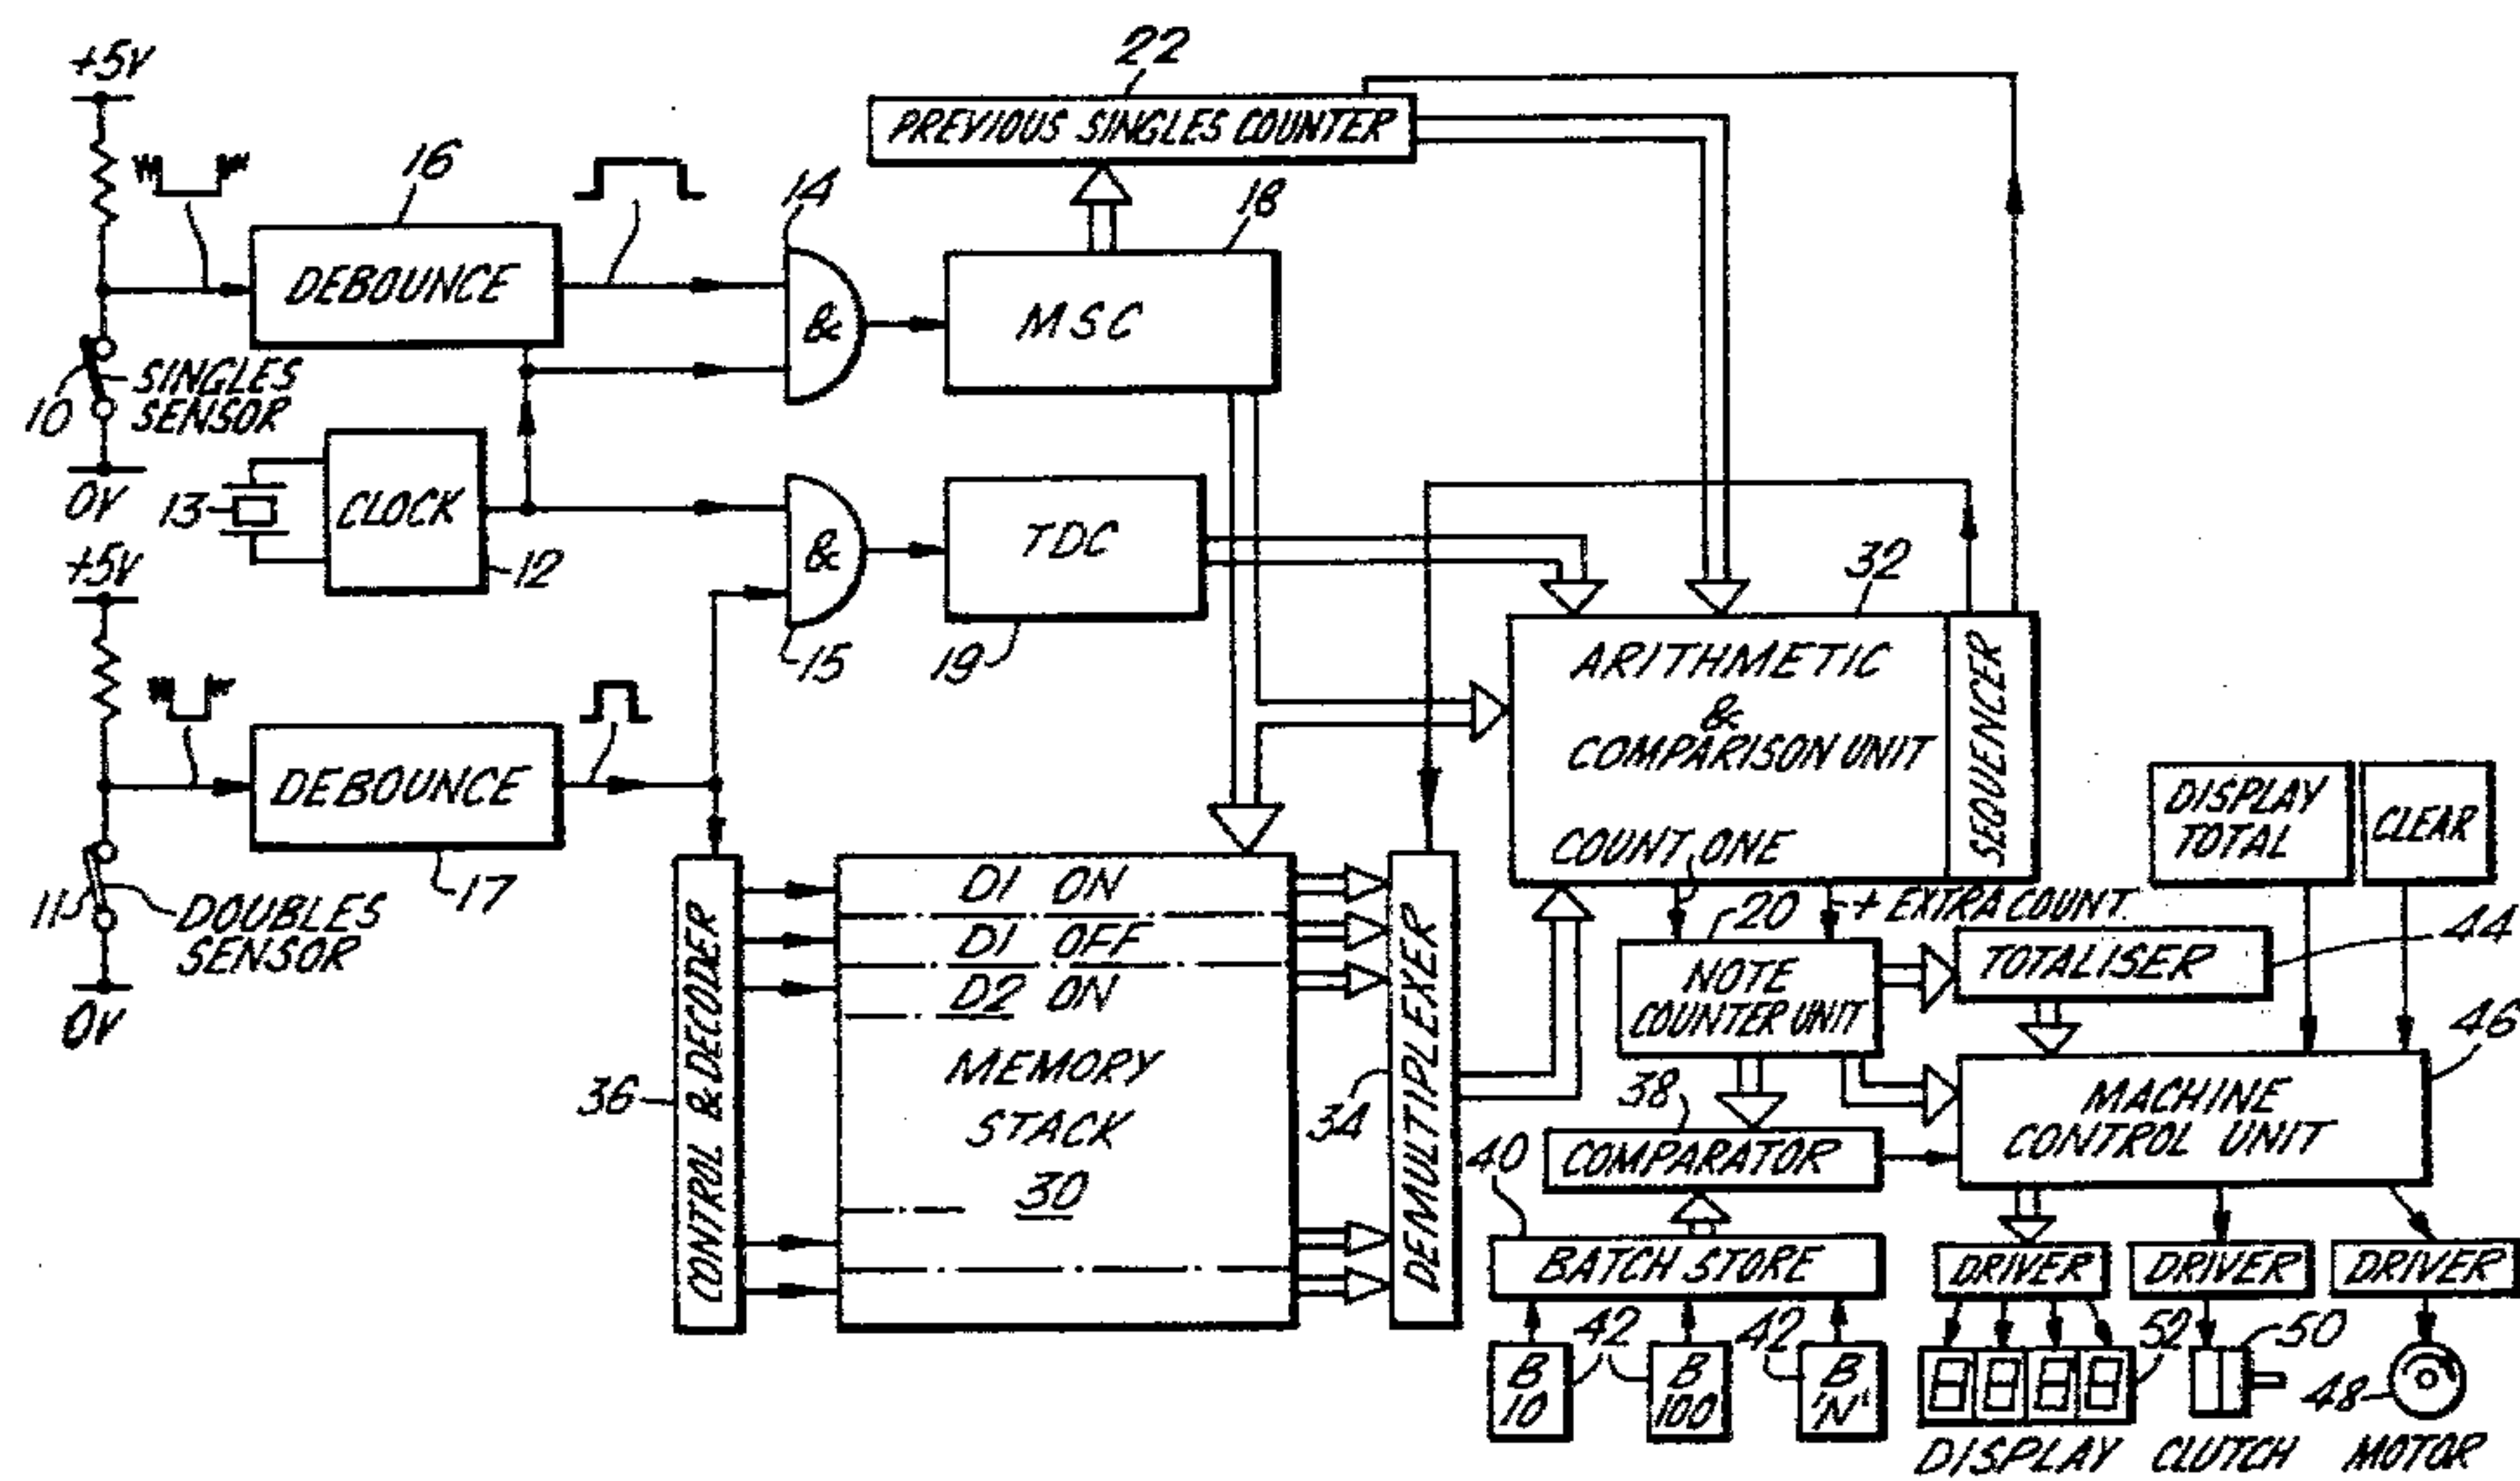 +5V
22
PREVIOUS SINGLES COUNTER
16
14
18
DEBOUNCE
&
MSC
10
SINGLES
SENSOR
0V
13
CLOCK
12
&
TDC
15
19
32
+5V
ARITHMETIC
&
COMPARISON UNIT
COUNT ONE
SEQUENCER
DEBOUNCE
17
11
DOUBLES
SENSOR
0V
DISPLAY
TOTAL
CLEAR
+ EXTRA COUNT
20
NOTE
COUNTER UNIT
TOTALISER
44
CONTROL & DECODER
36
D1 ON
D1 OFF
D2 ON
MEMORY
STACK
30
DEMULTIPLEXER
34
38
COMPARATOR
MACHINE
CONTROL UNIT
46
40
BATCH STORE
DRIVER
DRIVER
DRIVER
B
10
42
B
100
42
B
'N'
8888
52
50
48
DISPLAY
CLUTCH
MOTOR